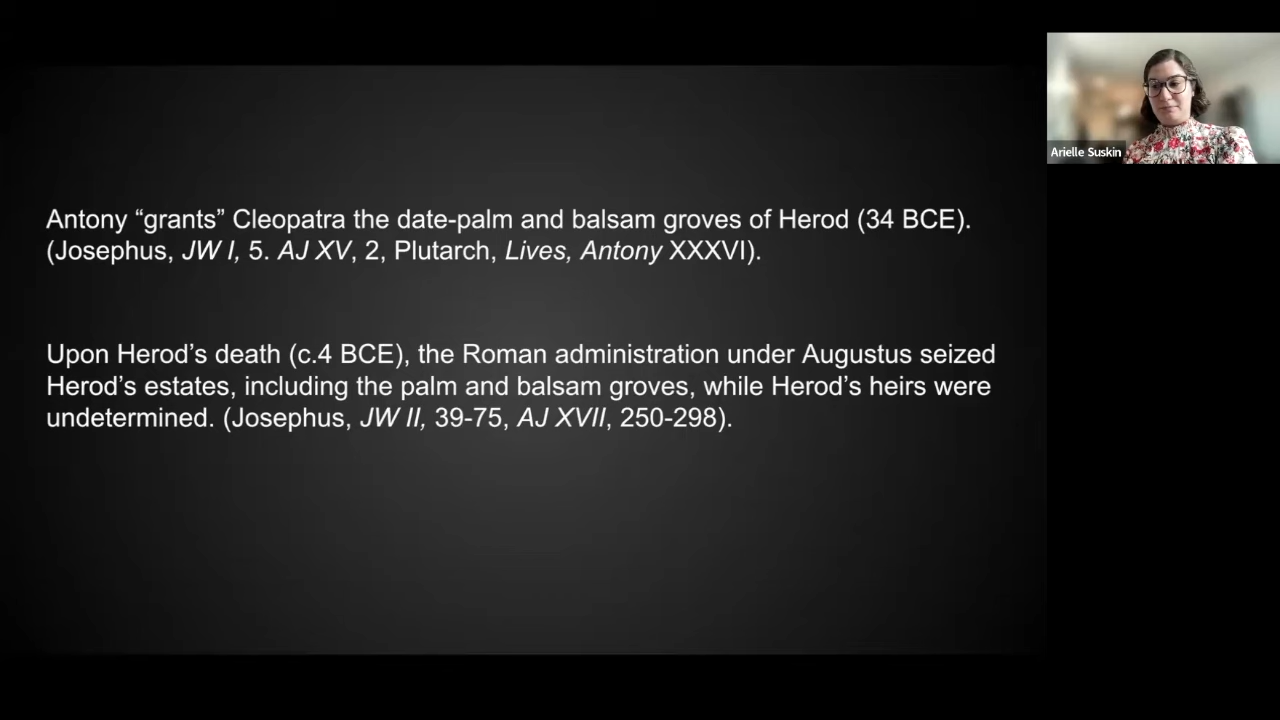 Antony “grants” Cleopatra the date-palm and balsam groves of Herod (34 BCE).
(Josephus, JW I, 5. AJ XV, 2, Plutarch, Lives, Antony XXXVI).
Upon Herod’s death (c.4 BCE), the Roman administration under Augustus seized
Herod’s estates, including the palm and balsam groves, while Herod’s heirs were
undetermined. (Josephus, JW II, 39-75, AJ XVII, 250-298).
Arielle Suskin